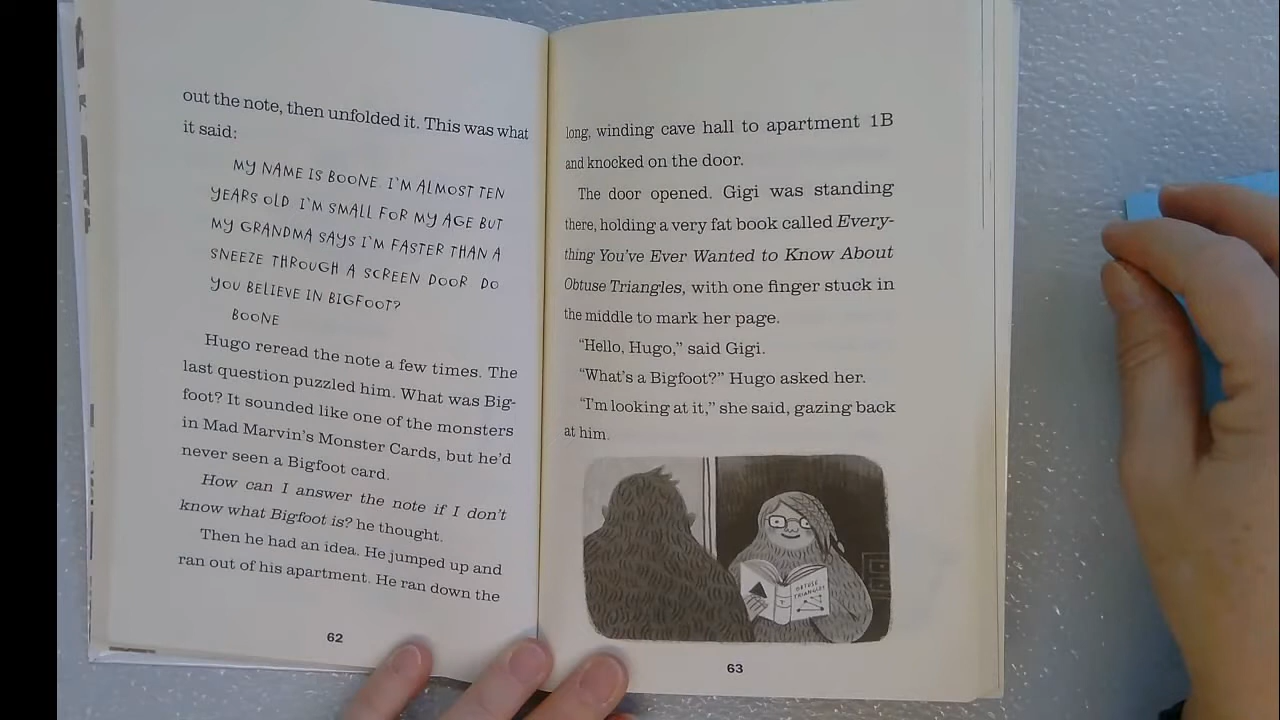 out the note, then unfolded it. This was what
it said:
MY NAME IS BOONE. I'M ALMOST TEN
YEARS OLD. I'M SMALL FOR MY AGE BUT
MY GRANDMA SAYS I'M FASTER THAN A
SNEEZE THROUGH A SCREEN DOOR. DO
YOU BELIEVE IN BIGFOOT?
BOONE
Hugo reread the note a few times. The
last question puzzled him. What was Big-
foot? It sounded like one of the monsters
in Mad Marvin's Monster Cards, but he'd
never seen a Bigfoot card.
How can I answer the note if I don't
know what Bigfoot is? he thought.
Then he had an idea. He jumped up and
ran out of his apartment. He ran down the
62
long, winding cave hall to apartment 1B
and knocked on the door.
The door opened. Gigi was standing
there, holding a very fat book called Every-
thing You've Ever Wanted to Know About
Obtuse Triangles, with one finger stuck in
the middle to mark her page.
"Hello, Hugo," said Gigi.
"What's a Bigfoot?" Hugo asked her.
"I'm looking at it," she said, gazing back
at him.
OBTUSE
TRIANGLES
63